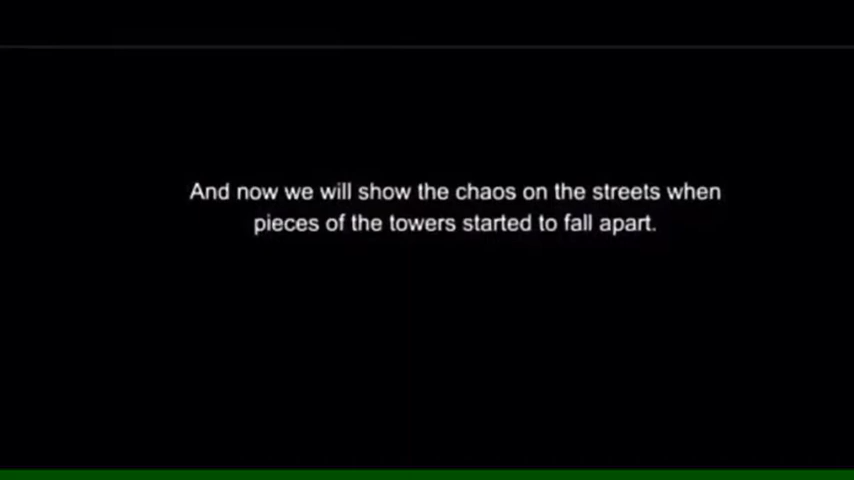 And now we will show the chaos on the streets when
pieces of the towers started to fall apart.